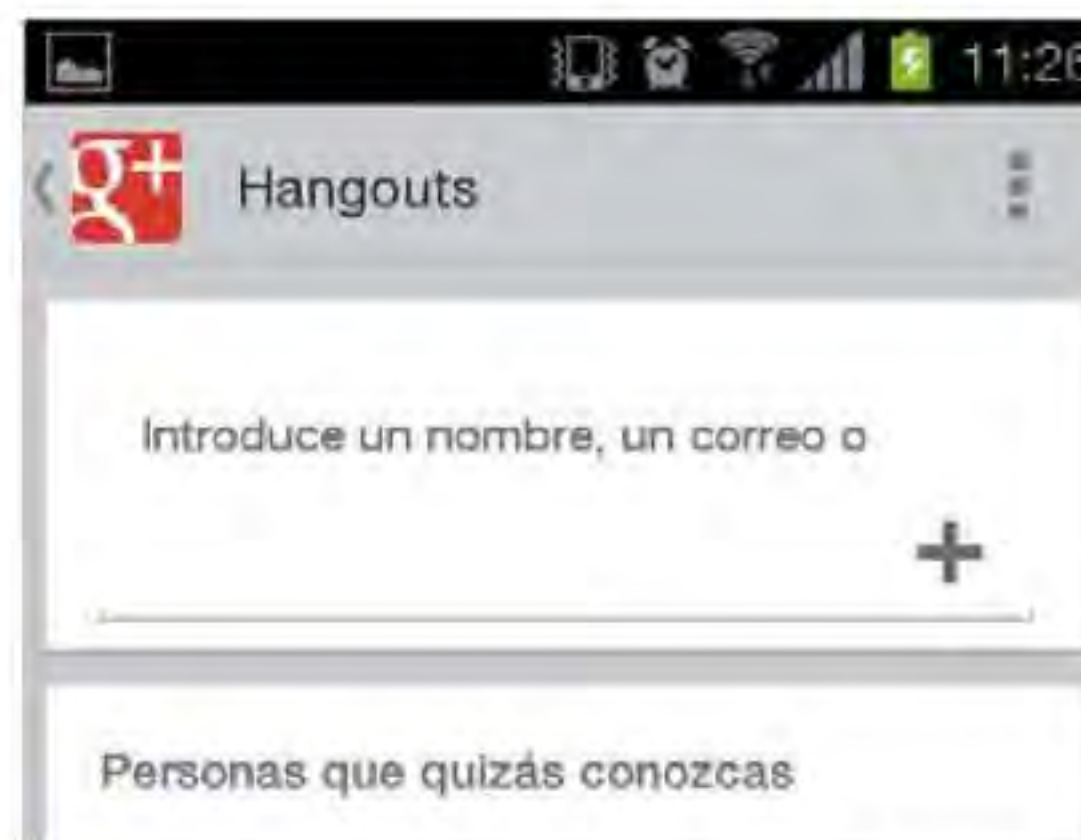 11:26
g+ Hangouts
Introduce un nombre, un correo o
Personas que quizás conozcas